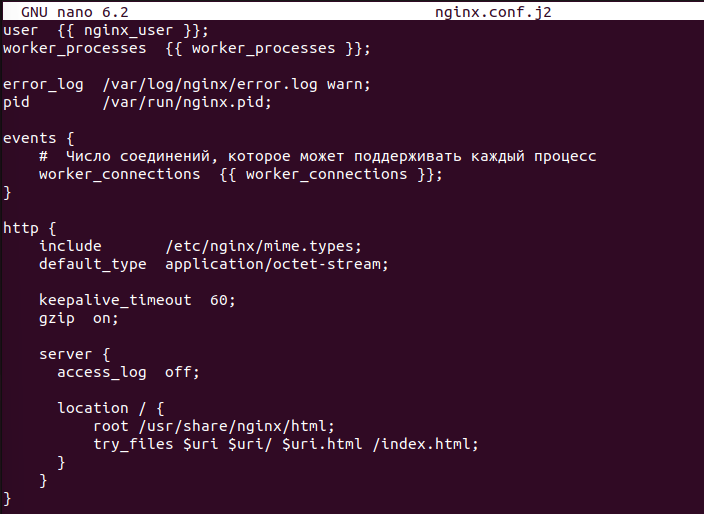 GNU nano 6.2 nginx.conf.j2
user  {{ nginx_user }};
worker_processes  {{ worker_processes }};
error_log  /var/log/nginx/error.log warn;
pid        /var/run/nginx.pid;
events {
    #  Число соединений, которое может поддерживать каждый процесс
    worker_connections  {{ worker_connections }};
}
http {
    include       /etc/nginx/mime.types;
    default_type  application/octet-stream;
    keepalive_timeout  60;
    gzip  on;
    server {
      access_log  off;
      location / {
          root /usr/share/nginx/html;
          try_files $uri $uri/ $uri.html /index.html;
      }
    }
}